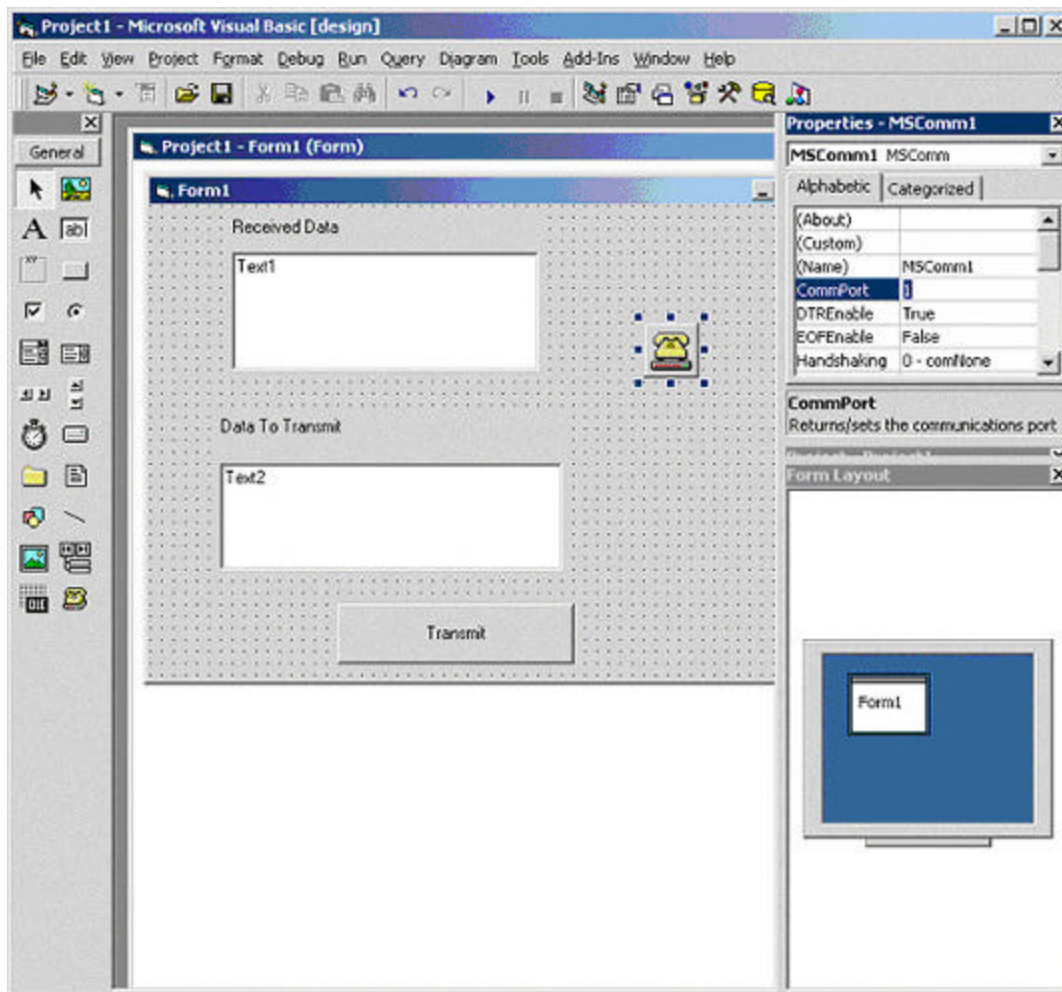 Project1 - Microsoft Visual Basic [design]
File Edit View Project Format Debug Run Query Diagram Tools Add-Ins Window Help
General
A
ab
XY
OLE
Project1 - Form1 (Form)
Form1
Received Data
Text1
Data To Transmit
Text2
Transmit
Properties - MSComm1
MSComm1 MSComm
Alphabetic Categorized
(About)
(Custom)
(Name) MSComm1
CommPort 1
DTREnable True
EOFEnable False
Handshaking 0 - comNone
CommPort
Returns/sets the communications port
Form Layout
Form1